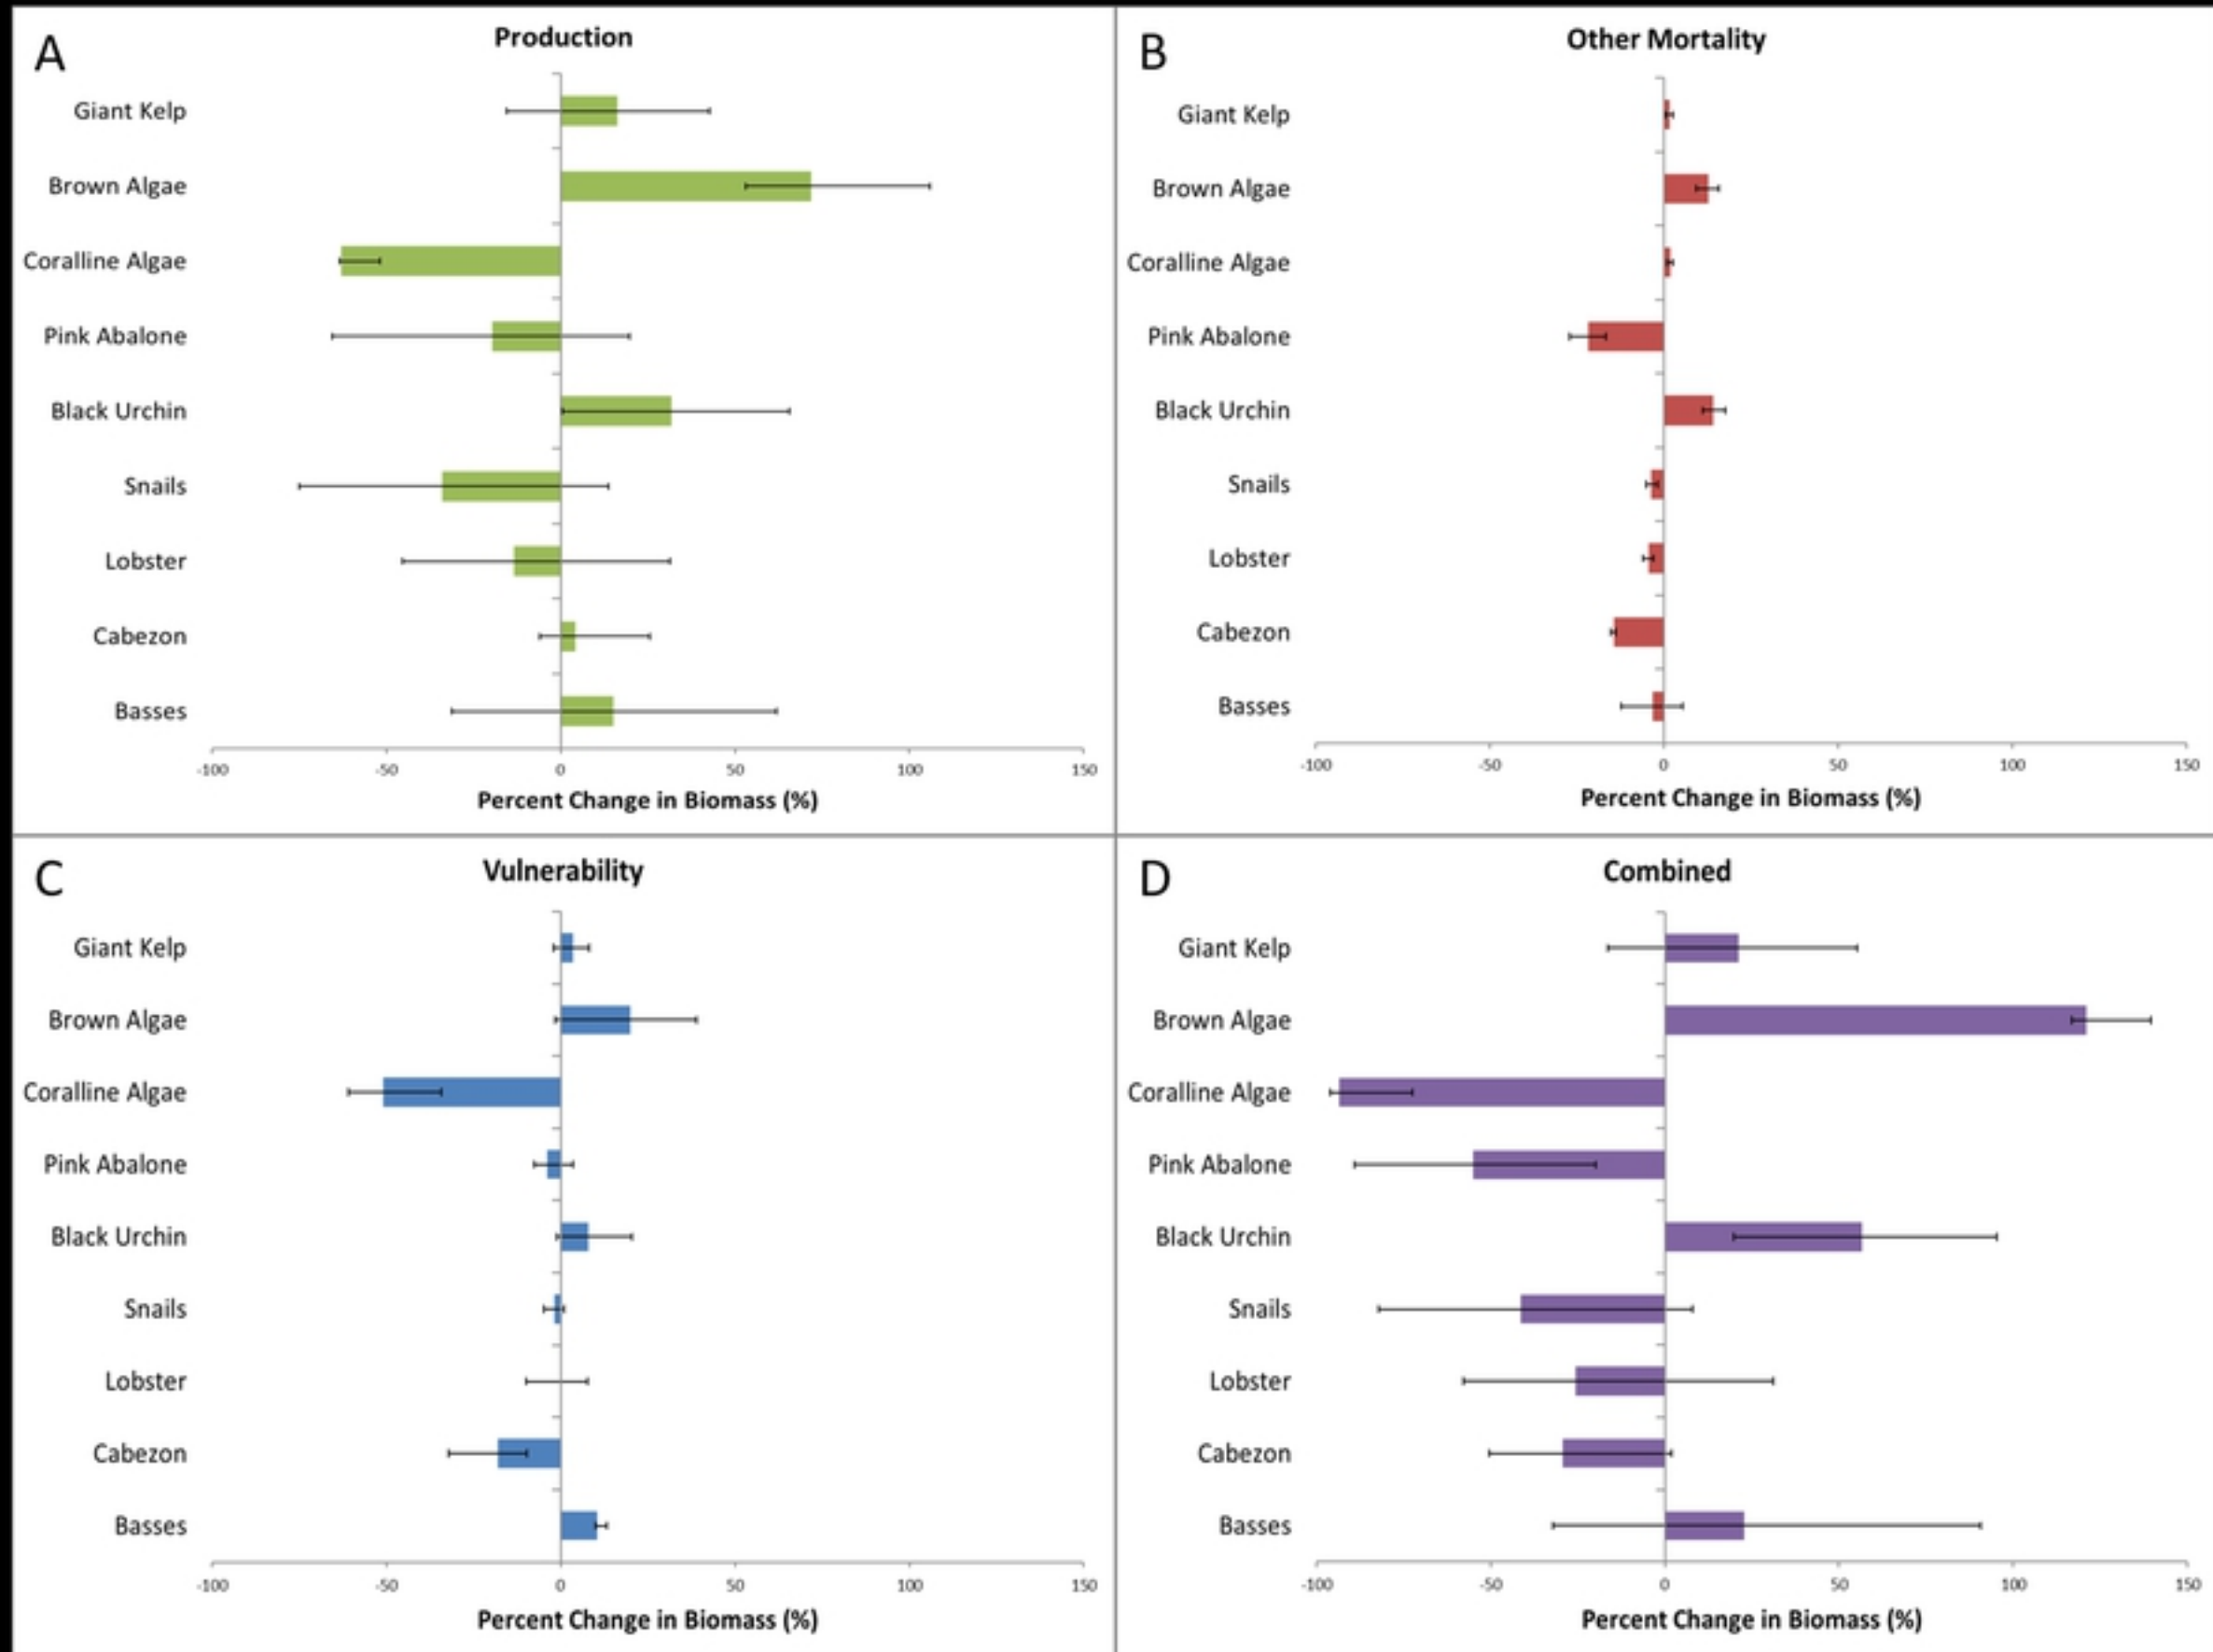 A
Production
Giant Kelp
Brown Algae
Coralline Algae
Pink Abalone
Black Urchin
Snails
Lobster
Cabezon
Basses
-100 -50 0 50 100 150
Percent Change in Biomass (%)
B
Other Mortality
Giant Kelp
Brown Algae
Coralline Algae
Pink Abalone
Black Urchin
Snails
Lobster
Cabezon
Basses
-100 -50 0 50 100 150
Percent Change in Biomass (%)
C
Vulnerability
Giant Kelp
Brown Algae
Coralline Algae
Pink Abalone
Black Urchin
Snails
Lobster
Cabezon
Basses
-100 -50 0 50 100 150
Percent Change in Biomass (%)
D
Combined
Giant Kelp
Brown Algae
Coralline Algae
Pink Abalone
Black Urchin
Snails
Lobster
Cabezon
Basses
-100 -50 0 50 100 150
Percent Change in Biomass (%)